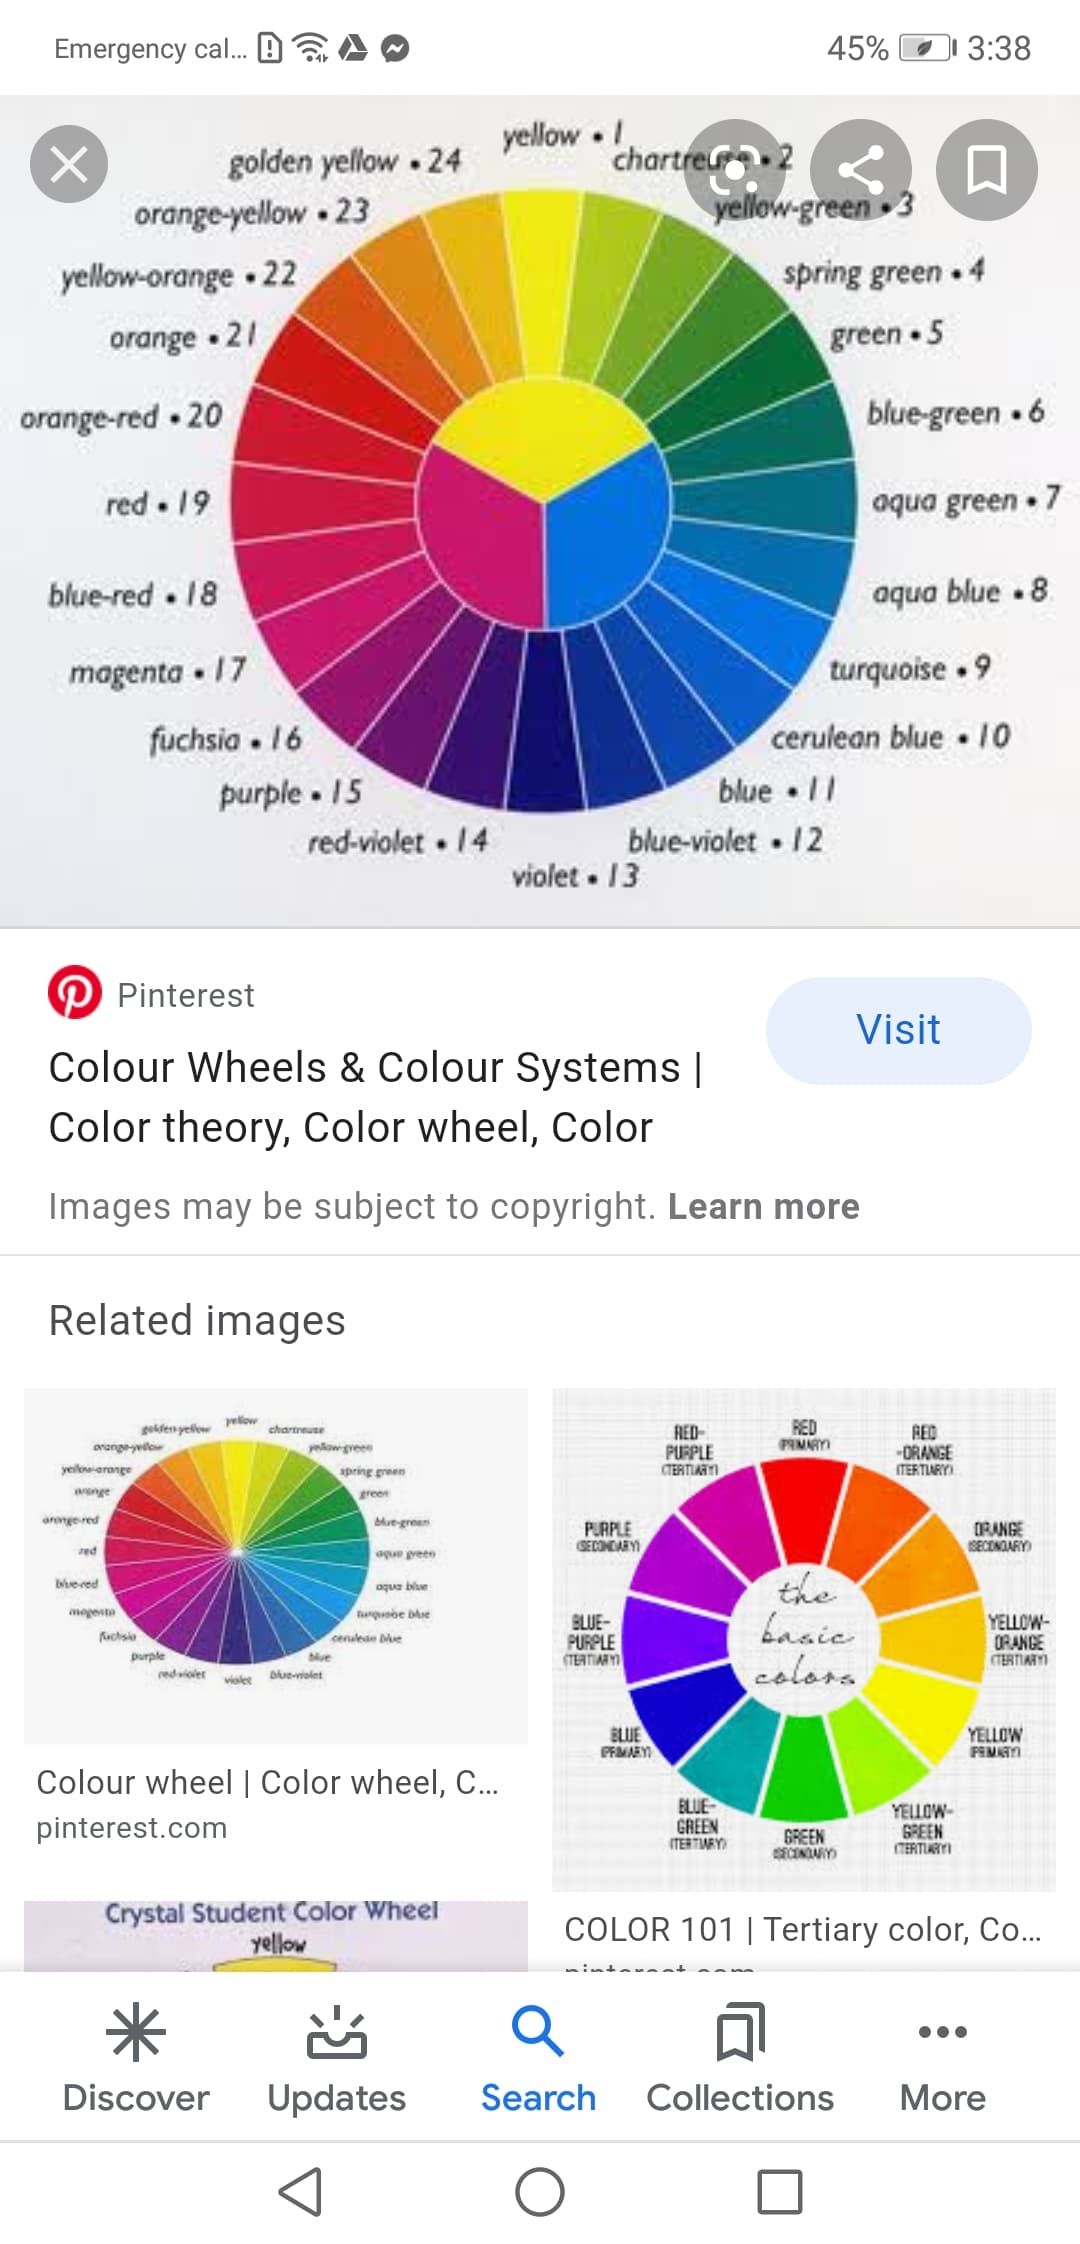 Emergency cal...
45% 3:38
yellow • 1
golden yellow • 24
chartreuse • 2
orange-yellow • 23
yellow-green • 3
yellow-orange • 22
spring green • 4
orange • 21
green • 5
orange-red • 20
blue-green • 6
red • 19
aqua green • 7
blue-red • 18
aqua blue • 8
magenta • 17
turquoise • 9
fuchsia • 16
cerulean blue • 10
purple • 15
blue • 11
red-violet • 14
blue-violet • 12
violet • 13
Pinterest
Visit
Colour Wheels & Colour Systems |
Color theory, Color wheel, Color
Images may be subject to copyright. Learn more
Related images
yellow
golden yellow
chartreuse
orange-yellow
yellow-green
yellow-orange
spring green
orange
green
orange-red
blue-green
red
aqua green
blue-red
aqua blue
magenta
turquoise blue
fuchsia
cerulean blue
purple
blue
red-violet
violet
blue-violet
Colour wheel | Color wheel, C...
pinterest.com
RED-
PURPLE
(TERTIARY)
RED
(PRIMARY)
RED
-ORANGE
(TERTIARY)
PURPLE
(SECONDARY)
ORANGE
(SECONDARY)
the
basic
colors
BLUE-
PURPLE
(TERTIARY)
YELLOW-
ORANGE
(TERTIARY)
BLUE
(PRIMARY)
YELLOW
(PRIMARY)
BLUE-
GREEN
(TERTIARY)
GREEN
(SECONDARY)
YELLOW-
GREEN
(TERTIARY)
COLOR 101 | Tertiary color, Co...
Crystal Student Color Wheel
yellow
Discover
Updates
Search
Collections
More